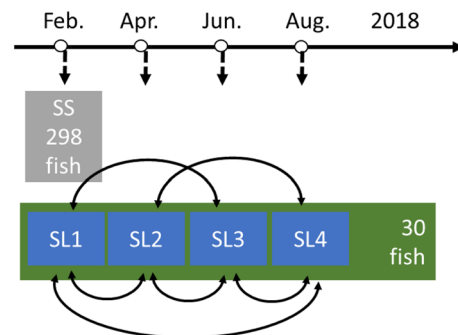 Feb. Apr. Jun. Aug. 2018
SS
298
fish
SL1 SL2 SL3 SL4
30
fish